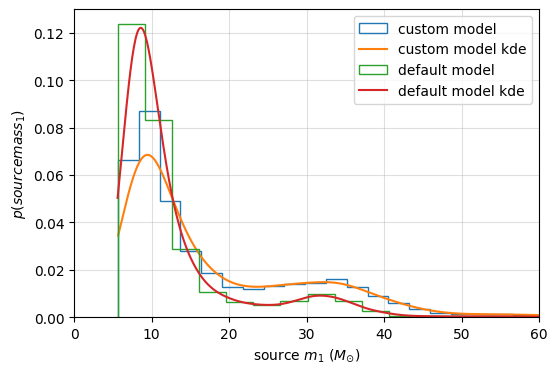 custom model
custom model kde
default model
default model kde
0.12
0.10
0.08
0.06
0.04
0.02
0.00
p(sourcemass₁)
0 10 20 30 40 50 60
source m₁ (M⊙)